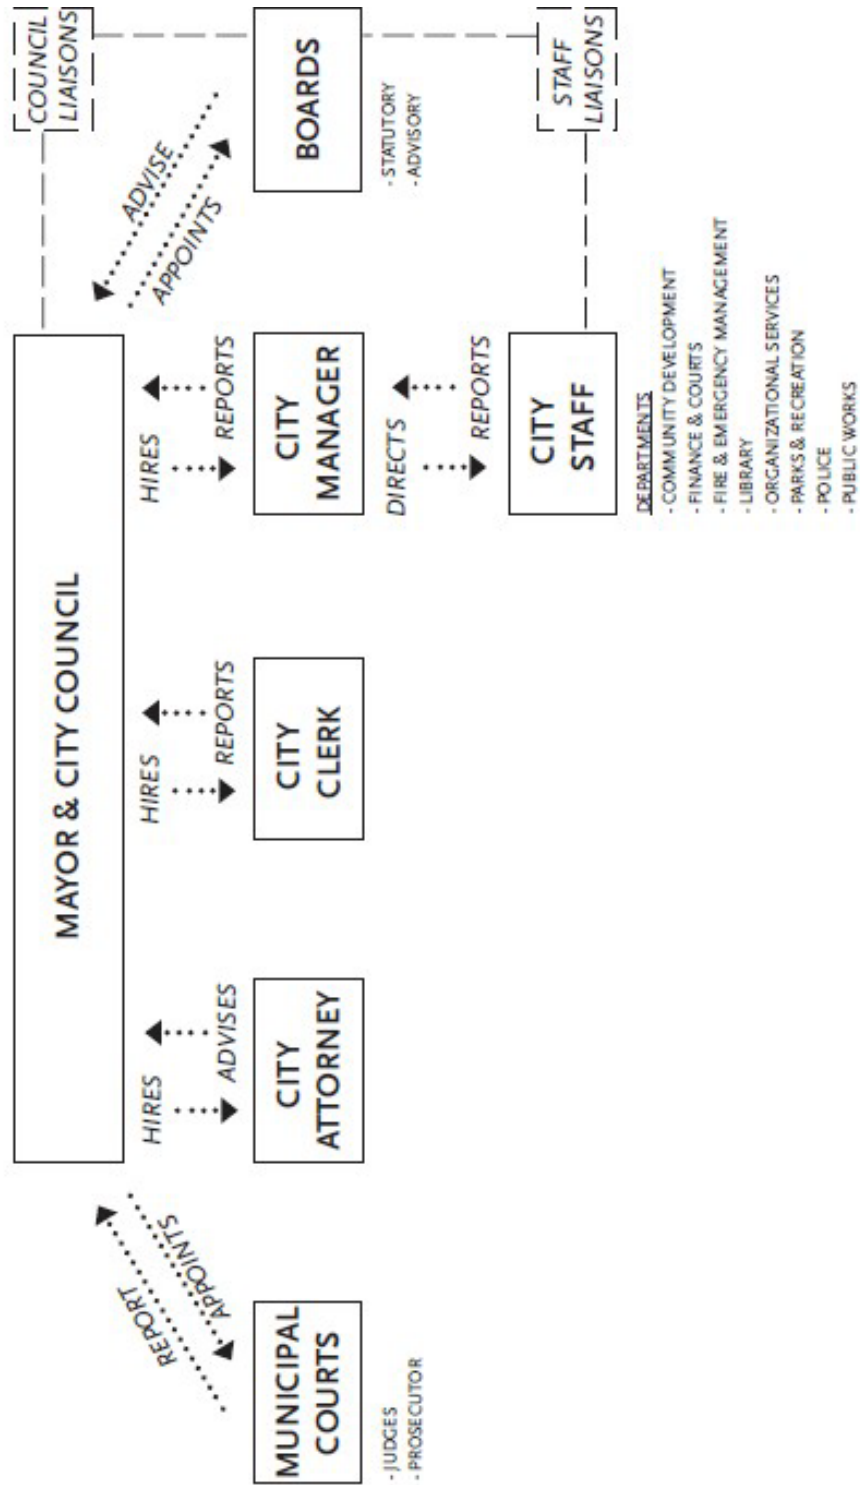 MAYOR & CITY COUNCIL
COUNCIL
LIAISONS
REPORT
APPOINTS
HIRES
ADVISES
HIRES
REPORTS
HIRES
REPORTS
ADVISE
APPOINTS
MUNICIPAL
COURTS
- JUDGES
- PROSECUTOR
CITY
ATTORNEY
CITY
CLERK
CITY
MANAGER
BOARDS
- STATUTORY
- ADVISORY
DIRECTS
REPORTS
CITY
STAFF
STAFF
LIAISONS
DEPARTMENTS
- COMMUNITY DEVELOPMENT
- FINANCE & COURTS
- FIRE & EMERGENCY MANAGEMENT
- LIBRARY
- ORGANIZATIONAL SERVICES
- PARKS & RECREATION
- POLICE
- PUBLIC WORKS